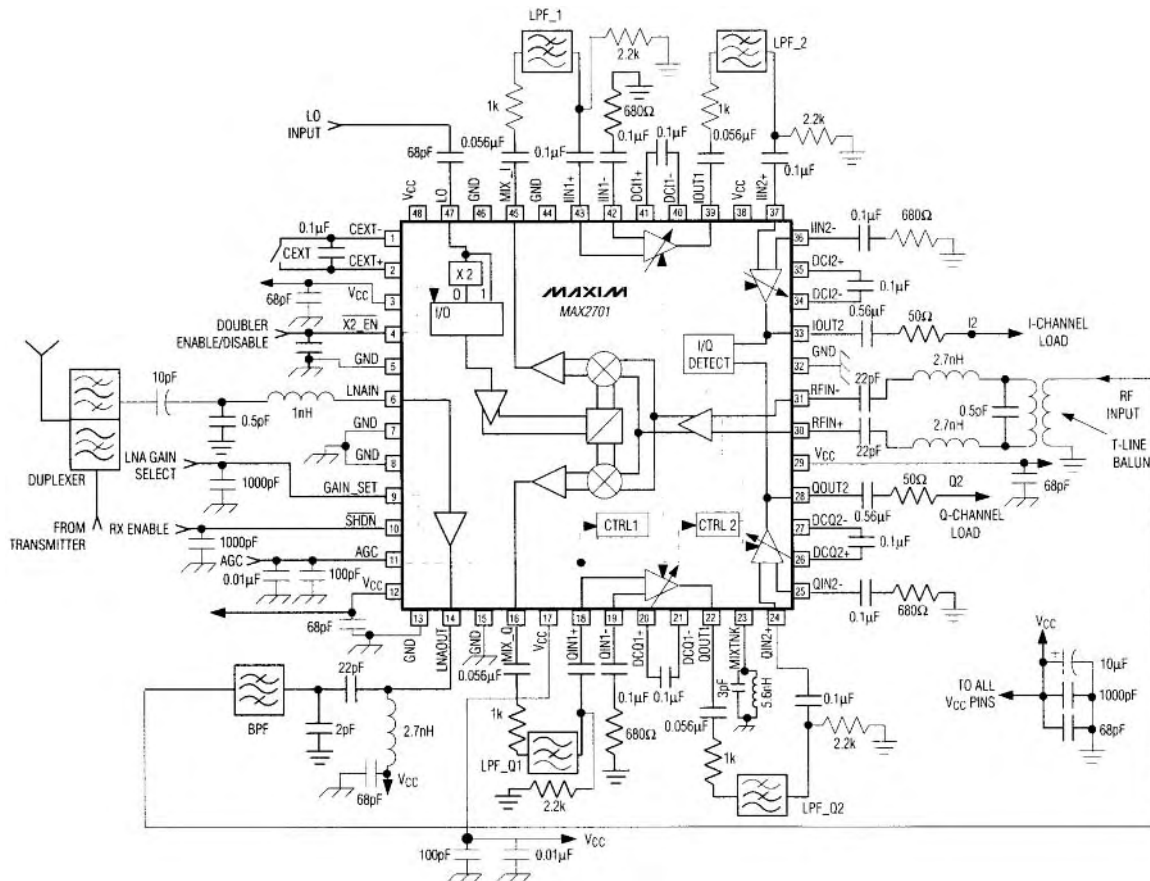 LPF_1
LPF_2
2.2k
1k
680Ω
1k
2.2k
LO
INPUT
68pF
0.056µF
0.1µF
0.1µF
0.1µF
0.056µF
0.1µF
VCC
LO
GND
MIX_I
GND
IIN1+
IIN1-
DCI1+
DCI1-
IOUT1
VCC
IIN2+
48
47
46
45
44
43
42
41
40
39
38
37
0.1µF
CEXT
CEXT-
1
CEXT+
2
68pF
VCC
3
DOUBLER
ENABLE/DISABLE
X2_EN
4
GND
5
10pF
0.5pF
1nH
LNAIN
6
GND
7
GND
8
DUPLEXER
LNA GAIN
SELECT
1000pF
GAIN_SET
9
FROM
TRANSMITTER
RX ENABLE
1000pF
SHDN
10
AGC
0.01µF
100pF
AGC
11
VCC
12
68pF
X 2
0
1
I/O
MAXIM
MAX2701
I/Q
DETECT
CTRL1
CTRL 2
36
IIN2-
0.1µF
680Ω
35
DCI2+
34
DCI2-
0.1µF
33
IOUT2
0.56µF
50Ω
I2
I-CHANNEL
LOAD
32
GND
31
RFIN-
22pF
2.7nH
0.5pF
RF
INPUT
30
RFIN+
22pF
2.7nH
T-LINE
BALUN
29
VCC
68pF
28
QOUT2
0.56µF
50Ω
Q2
Q-CHANNEL
LOAD
27
DCQ2-
26
DCQ2+
0.1µF
25
QIN2-
0.1µF
680Ω
13
14
15
16
17
18
19
20
21
22
23
24
GND
LNAOUT
GND
MIX_Q
VCC
QIN1+
QIN1-
DCQ1+
DCQ1-
QOUT1
MIXTNK
QIN2+
BPF
22pF
2pF
2.7nH
68pF
VCC
0.056µF
1k
LPF_Q1
2.2k
0.1µF
680Ω
0.1µF
0.056µF
3pF
5.6nH
1k
LPF_Q2
0.1µF
2.2k
VCC
TO ALL
VCC PINS
+
10µF
1000pF
68pF
100pF
0.01µF
VCC